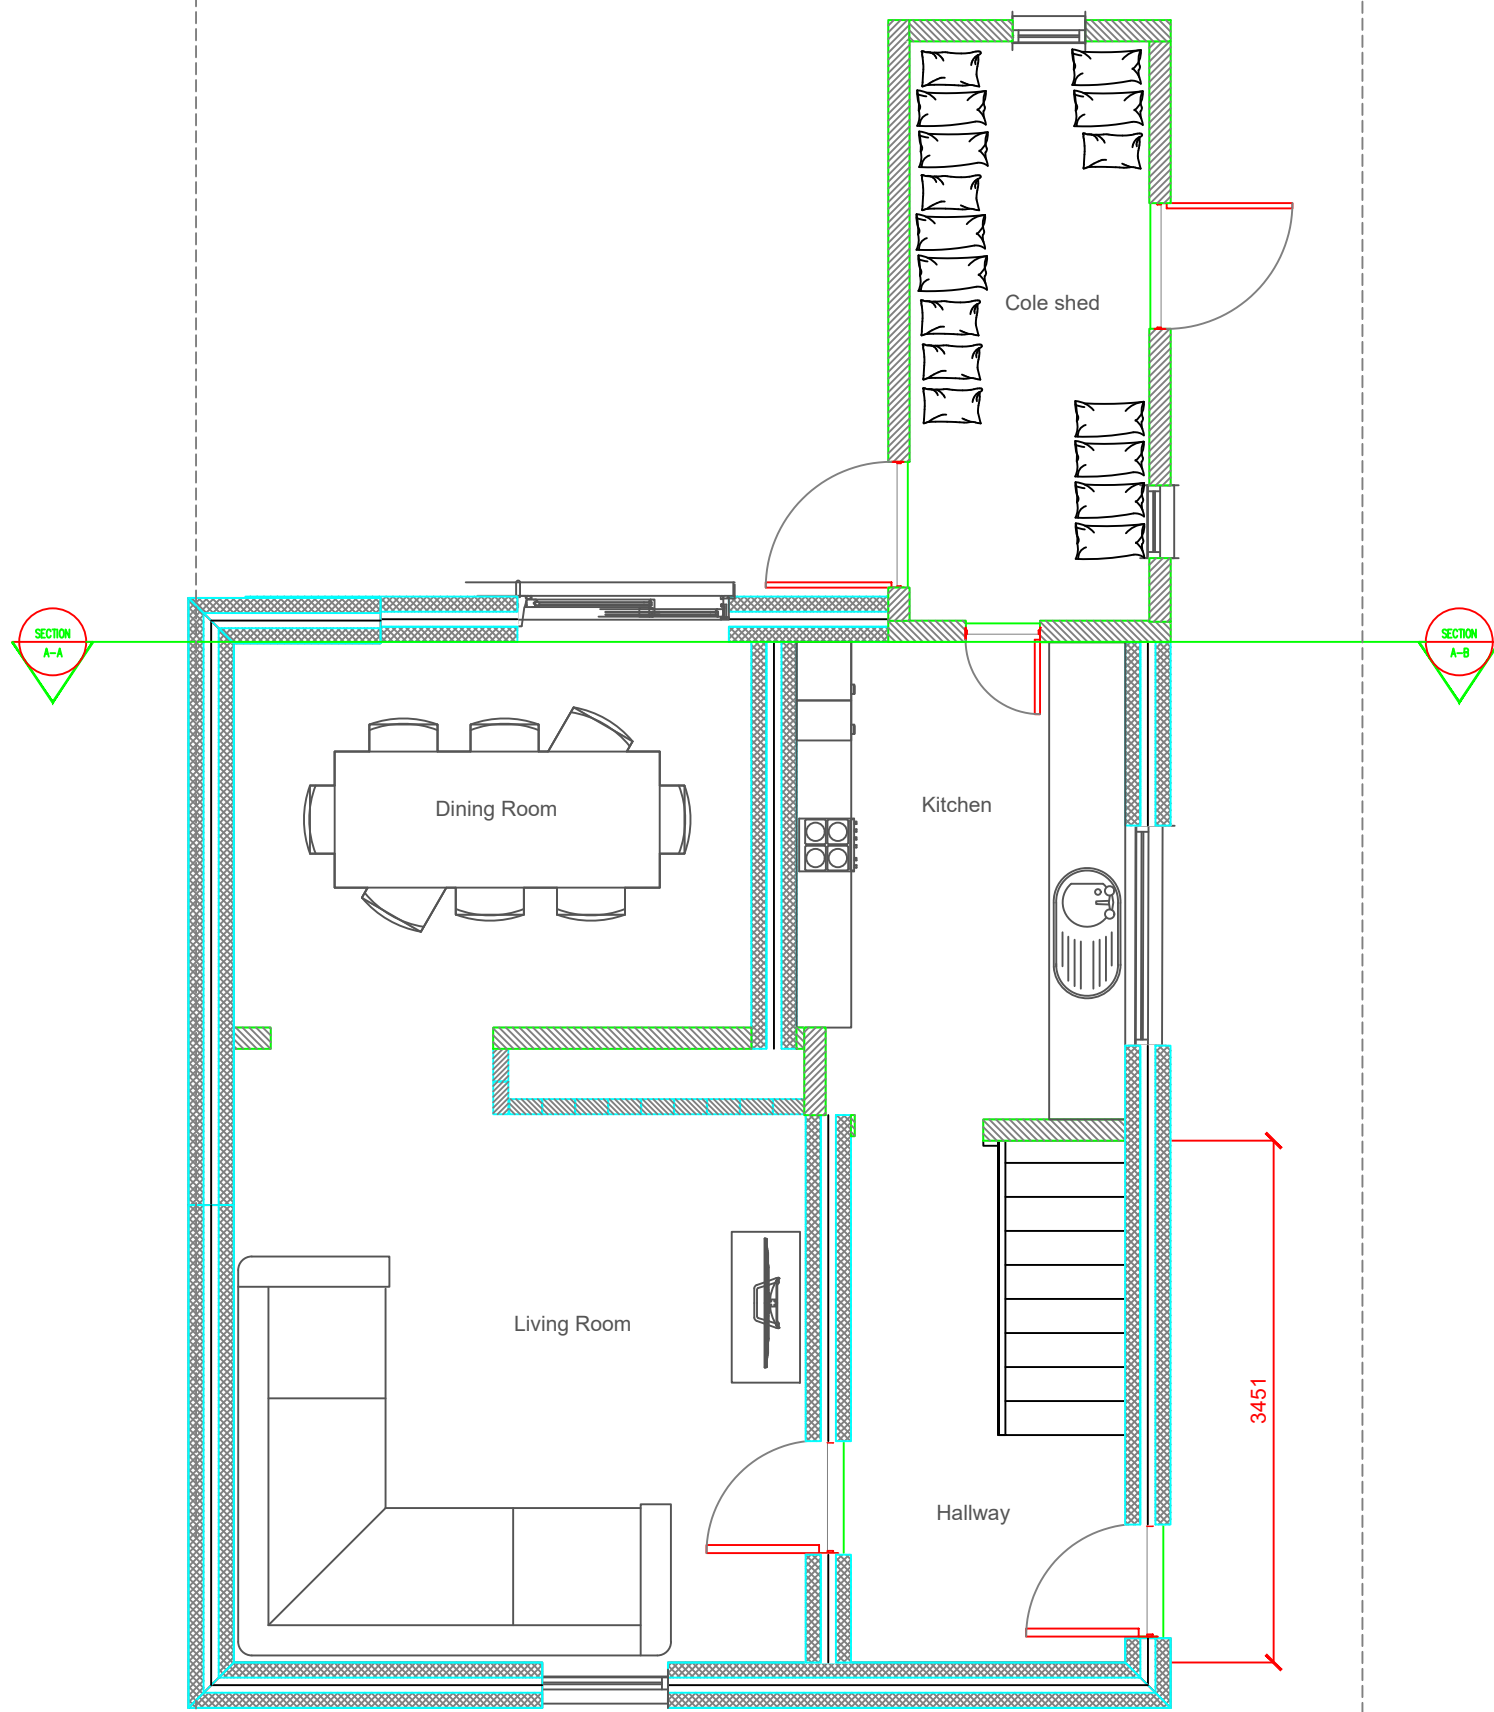 Cole shed
SECTION
A-A
SECTION
A-B
Dining Room
Kitchen
Living Room
3451
Hallway